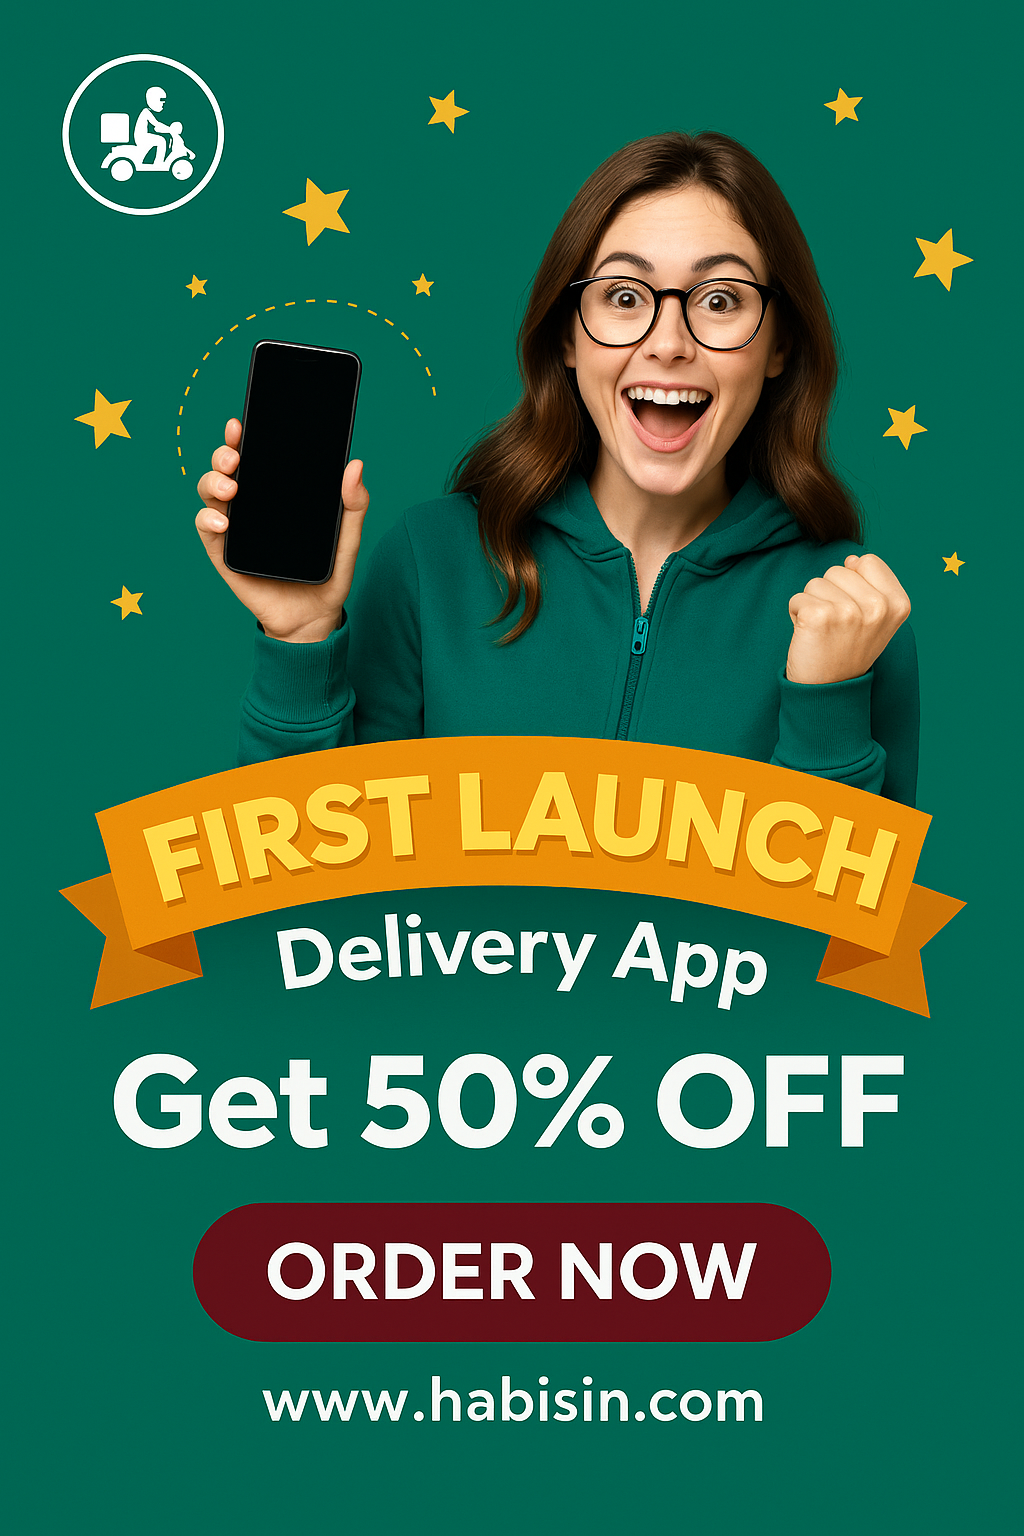 FIRST LAUNCH
Delivery App
Get 50% OFF
ORDER NOW
www.habisin.com